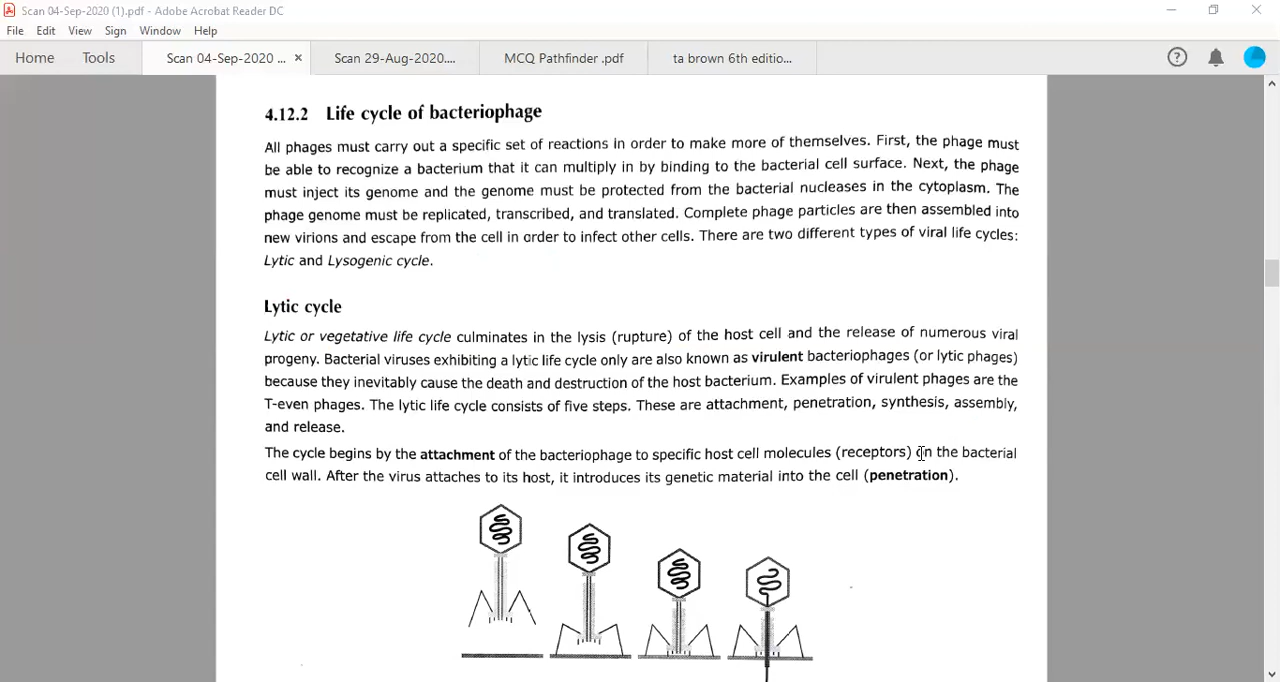 Scan 04-Sep-2020 (1).pdf - Adobe Acrobat Reader DC
File Edit View Sign Window Help
Home Tools Scan 04-Sep-2020 ... × Scan 29-Aug-2020.... MCQ Pathfinder .pdf ta brown 6th editio...
4.12.2 Life cycle of bacteriophage
All phages must carry out a specific set of reactions in order to make more of themselves. First, the phage must
be able to recognize a bacterium that it can multiply in by binding to the bacterial cell surface. Next, the phage
must inject its genome and the genome must be protected from the bacterial nucleases in the cytoplasm. The
phage genome must be replicated, transcribed, and translated. Complete phage particles are then assembled into
new virions and escape from the cell in order to infect other cells. There are two different types of viral life cycles:
Lytic and Lysogenic cycle.
Lytic cycle
Lytic or vegetative life cycle culminates in the lysis (rupture) of the host cell and the release of numerous viral
progeny. Bacterial viruses exhibiting a lytic life cycle only are also known as virulent bacteriophages (or lytic phages)
because they inevitably cause the death and destruction of the host bacterium. Examples of virulent phages are the
T-even phages. The lytic life cycle consists of five steps. These are attachment, penetration, synthesis, assembly,
and release.
The cycle begins by the attachment of the bacteriophage to specific host cell molecules (receptors) on the bacterial
cell wall. After the virus attaches to its host, it introduces its genetic material into the cell (penetration).